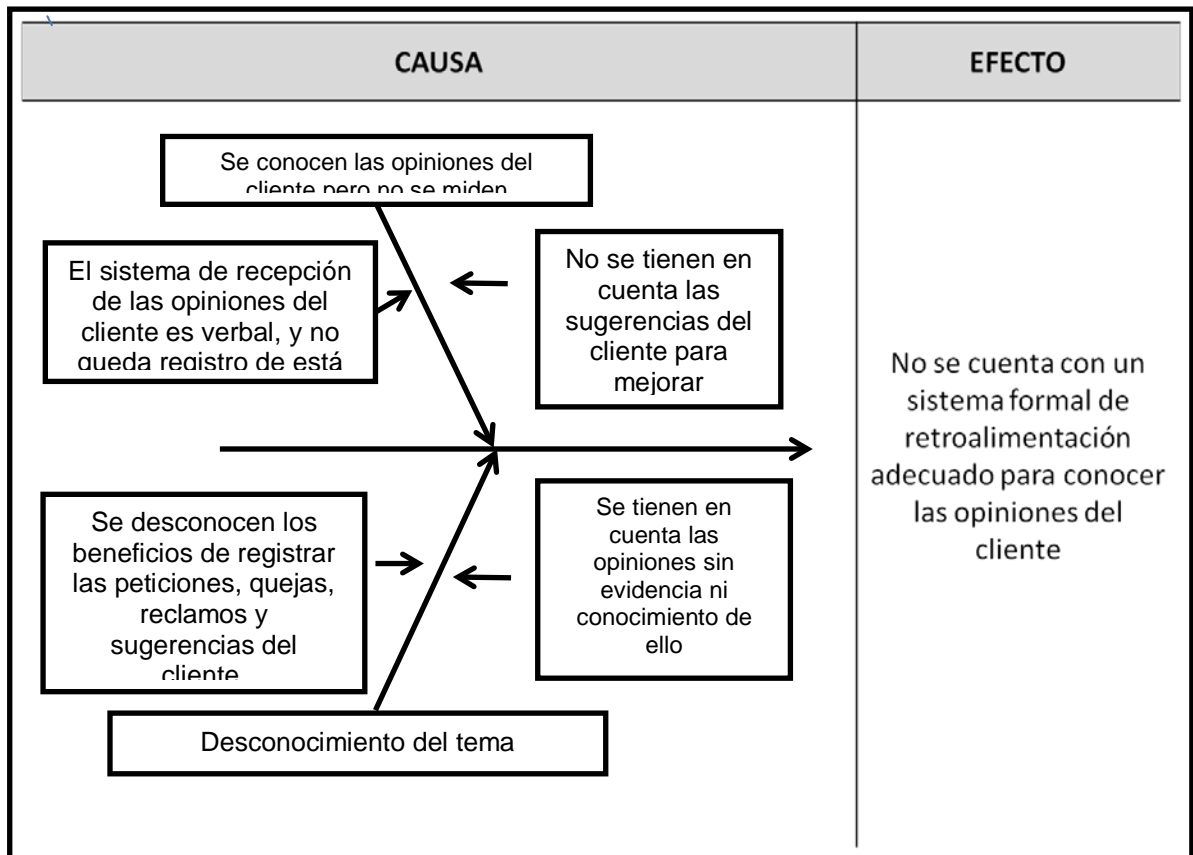 CAUSA
EFECTO
Se conocen las opiniones del
cliente pero no se miden
El sistema de recepción
de las opiniones del
cliente es verbal, y no
queda registro de está
No se tienen en
cuenta las
sugerencias del
cliente para
mejorar
Se desconocen los
beneficios de registrar
las peticiones, quejas,
reclamos y
sugerencias del
cliente
Se tienen en
cuenta las
opiniones sin
evidencia ni
conocimiento de
ello
Desconocimiento del tema
No se cuenta con un
sistema formal de
retroalimentación
adecuado para conocer
las opiniones del
cliente